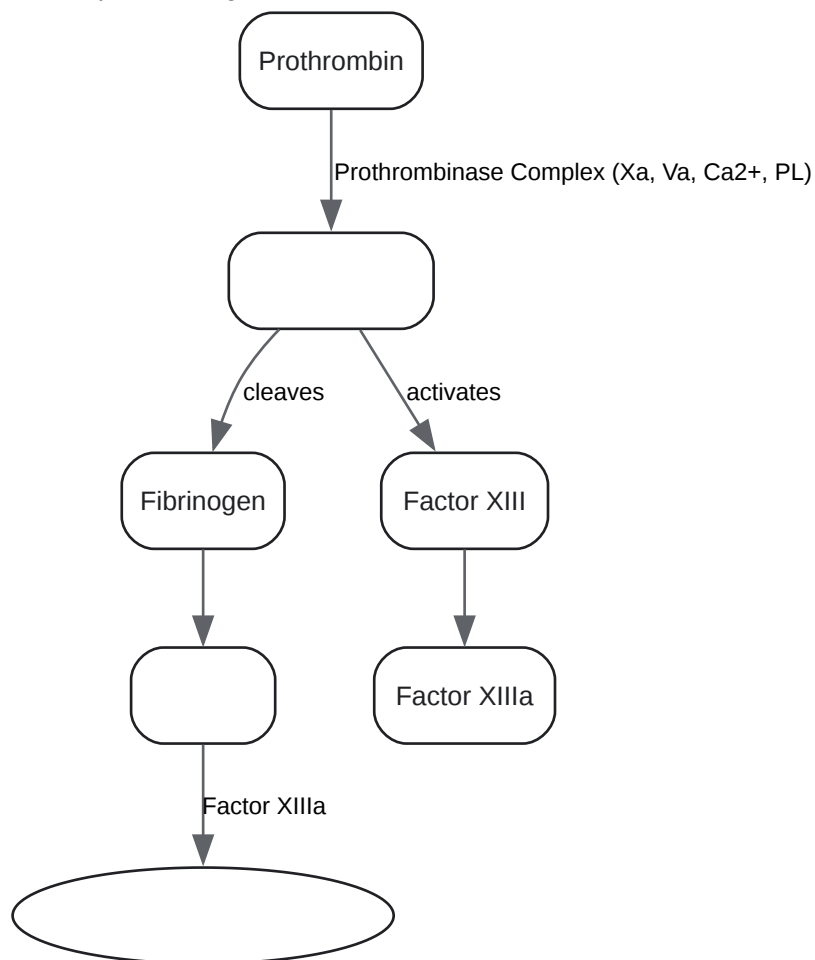 Prothrombin
Prothrombinase Complex (Xa, Va, Ca2+, PL)
cleaves
activates
Fibrinogen
Factor XIII
Factor XIIIa
Factor XIIIa